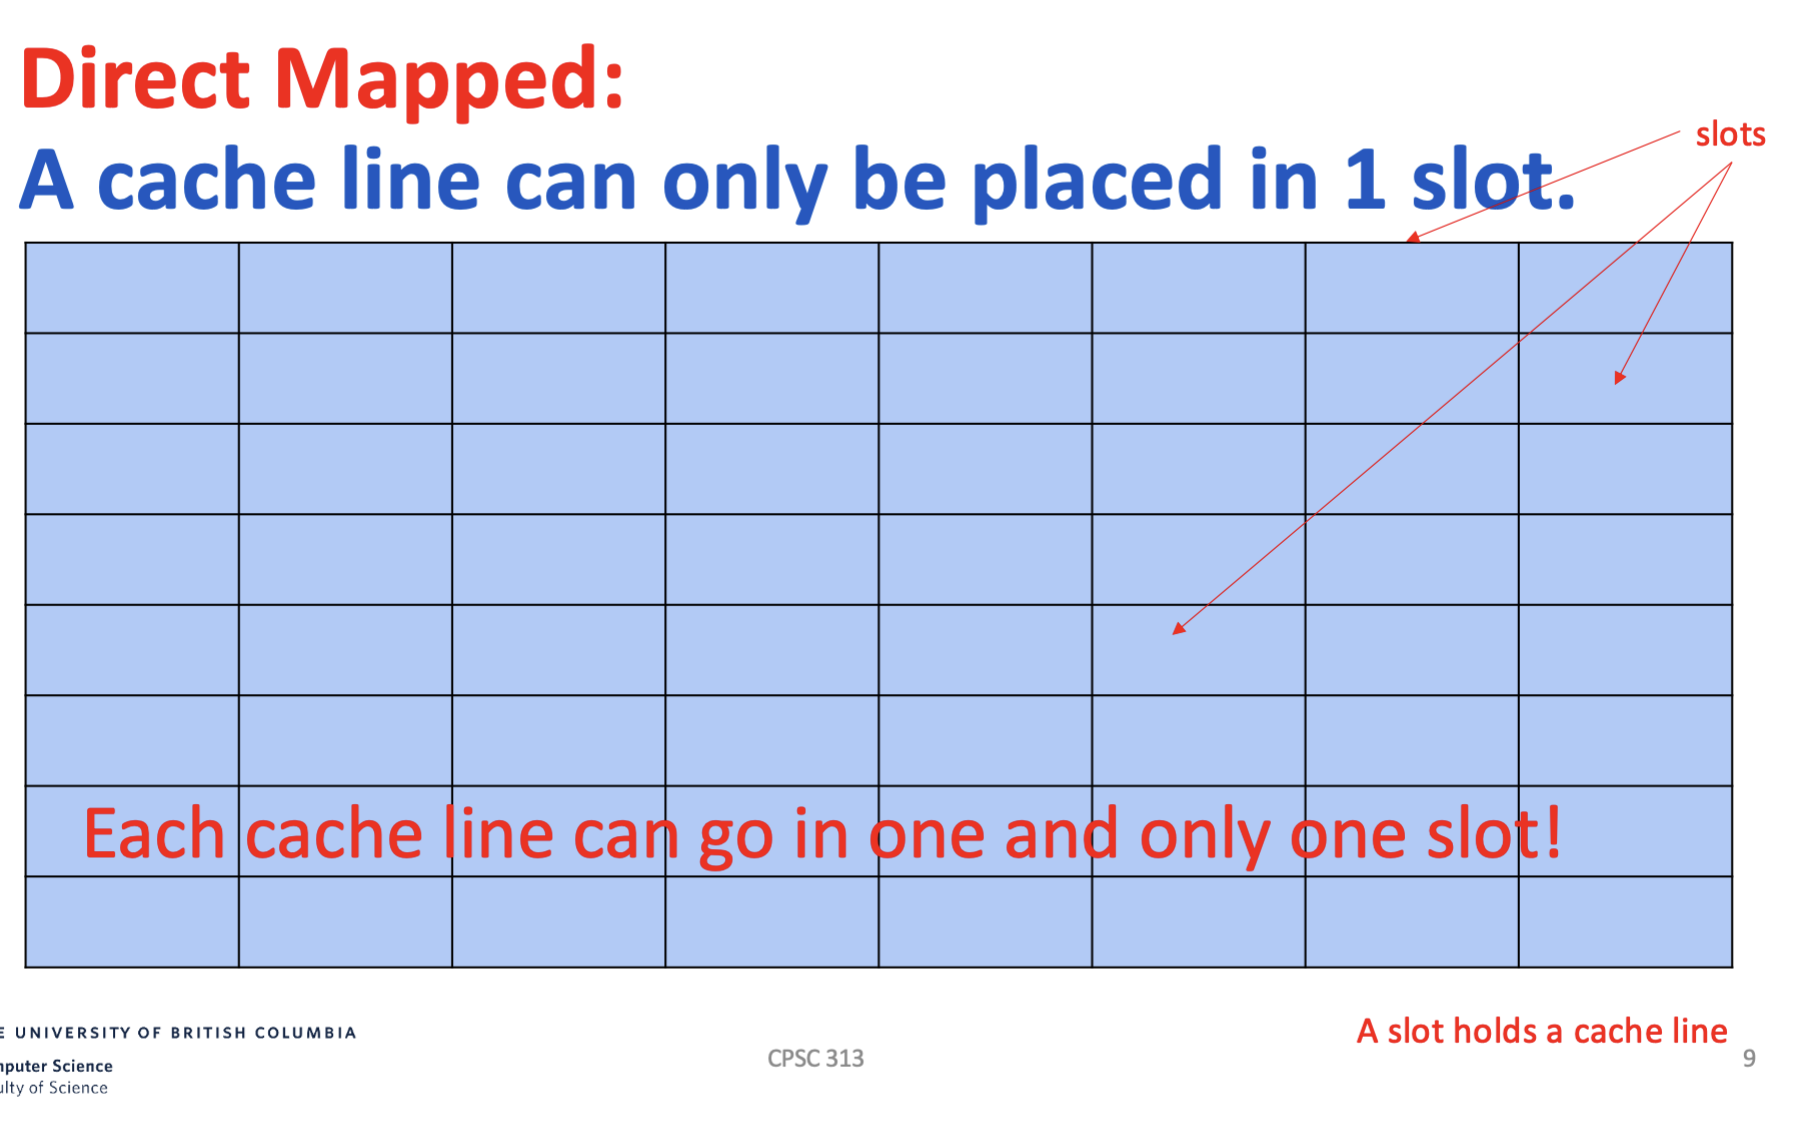 Direct Mapped:
slots
A cache line can only be placed in 1 slot.
Each cache line can go in one and only one slot!
E UNIVERSITY OF BRITISH COLUMBIA
A slot holds a cache line
nputer Science
CPSC 313
9
ulty of Science